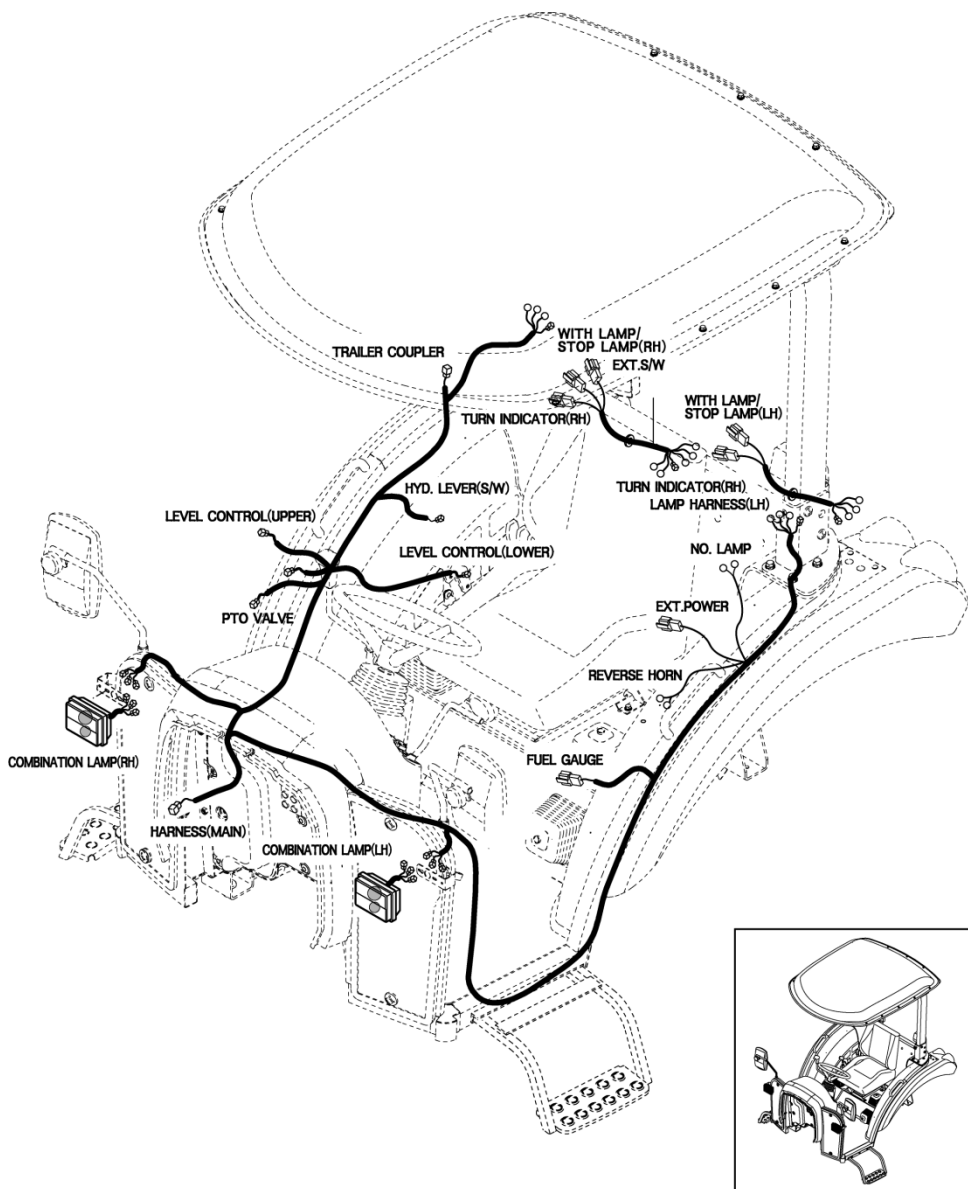 WITH LAMP/
STOP LAMP(RH)
TRAILER COUPLER
EXT.S/W
WITH LAMP/
STOP LAMP(LH)
TURN INDICATOR(RH)
HYD. LEVER(S/W)
TURN INDICATOR(RH)
LAMP HARNESS(LH)
LEVEL CONTROL(UPPER)
LEVEL CONTROL(LOWER)
NO. LAMP
PTO VALVE
EXT.POWER
REVERSE HORN
COMBINATION LAMP(RH)
FUEL GAUGE
HARNESS(MAIN)
COMBINATION LAMP(LH)